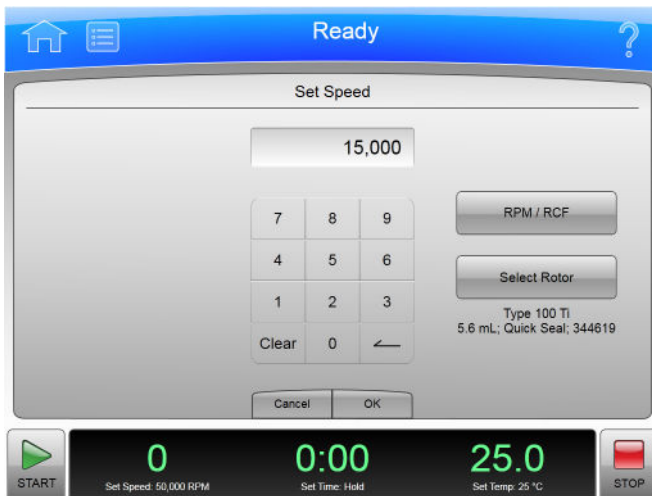 Ready
?
Set Speed
15,000
7 8 9
4 5 6
1 2 3
Clear 0
RPM / RCF
Select Rotor
Type 100 Ti
5.6 mL; Quick Seal; 344619
Cancel OK
START
0 0:00 25.0
Set Speed: 50,000 RPM Set Time: Hold Set Temp: 25 °C
STOP